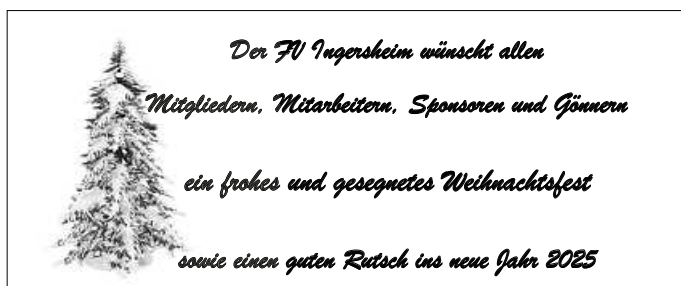 Der FV Ingersheim wünscht allen
Mitgliedern, Mitarbeitern, Sponsoren und Gönnern
ein frohes und gesegnetes Weihnachtsfest
sowie einen guten Rutsch ins neue Jahr 2025